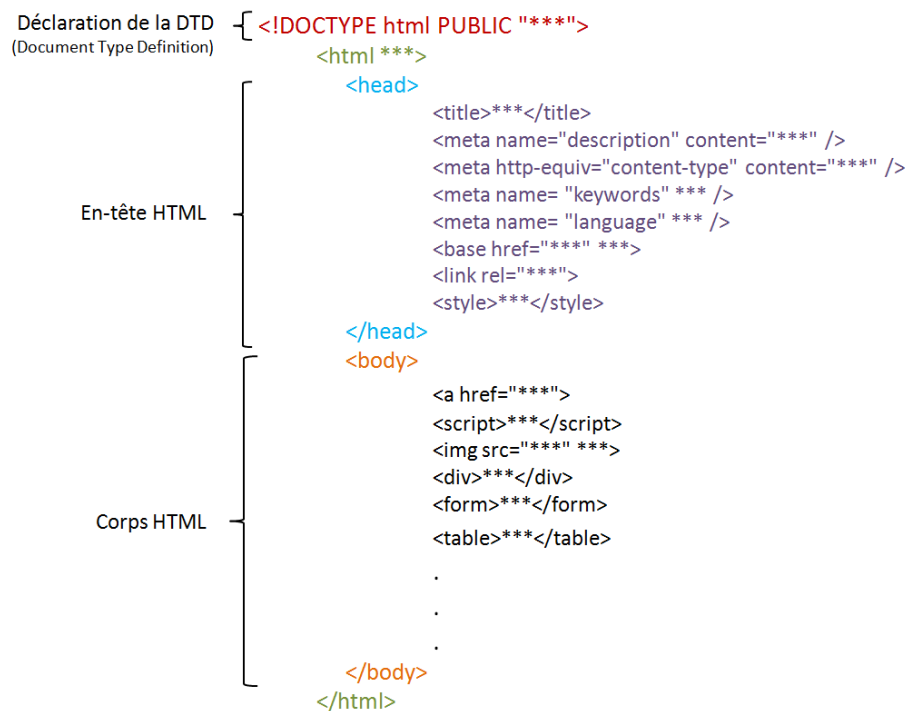 Déclaration de la DTD <!DOCTYPE html PUBLIC "***">
(Document Type Definition)
<html ***>
<head>
<title>***</title>
<meta name="description" content="***" />
<meta http-equiv="content-type" content="***" />
<meta name= "keywords" *** />
En-tête HTML
<meta name= "language" *** />
<base href="***" ***>
<link rel="***">
<style>***</style>
</head>
<body>
<a href="***">
<script>***</script>
<img src="***" ***>
<div>***</div>
<form>***</form>
Corps HTML
<table>***</table>
.
.
.
</body>
</html>